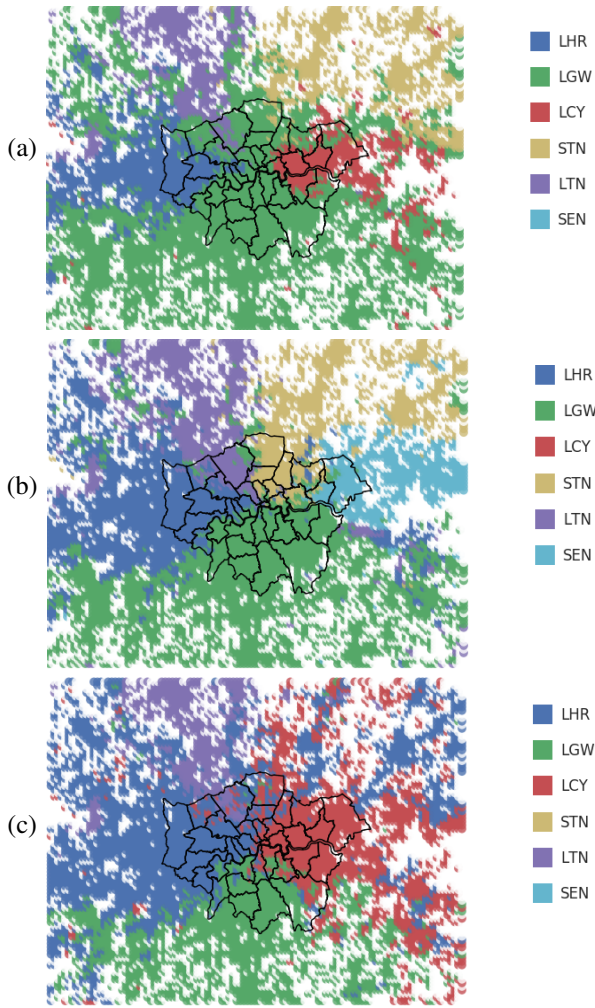 (a)
LHR
LGW
LCY
STN
LTN
SEN
(b)
LHR
LGW
LCY
STN
LTN
SEN
(c)
LHR
LGW
LCY
STN
LTN
SEN